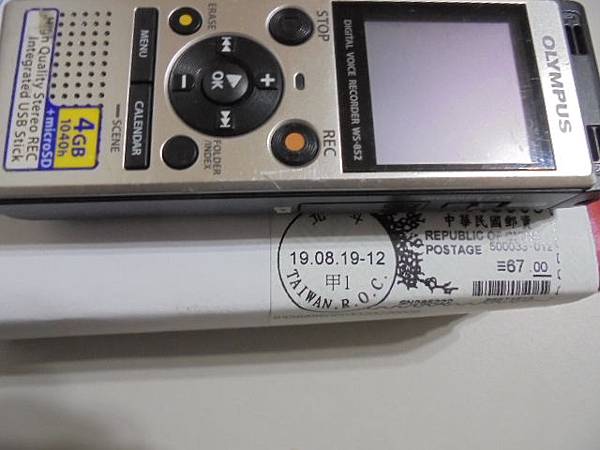 OLYMPUS
DIGITAL VOICE RECORDER WS-852
STOP
REC
ERASE
OK
FOLDER
/INDEX
MENU
CALENDAR
SCENE
High Quality Stereo REC
integrated USB Stick
4GB
1040h
+microSD
19.08.19-12
甲1
TAIWAN, R.O.C.
中華民國郵
REPUBLIC OF
POSTAGE 500033-012
=67.00